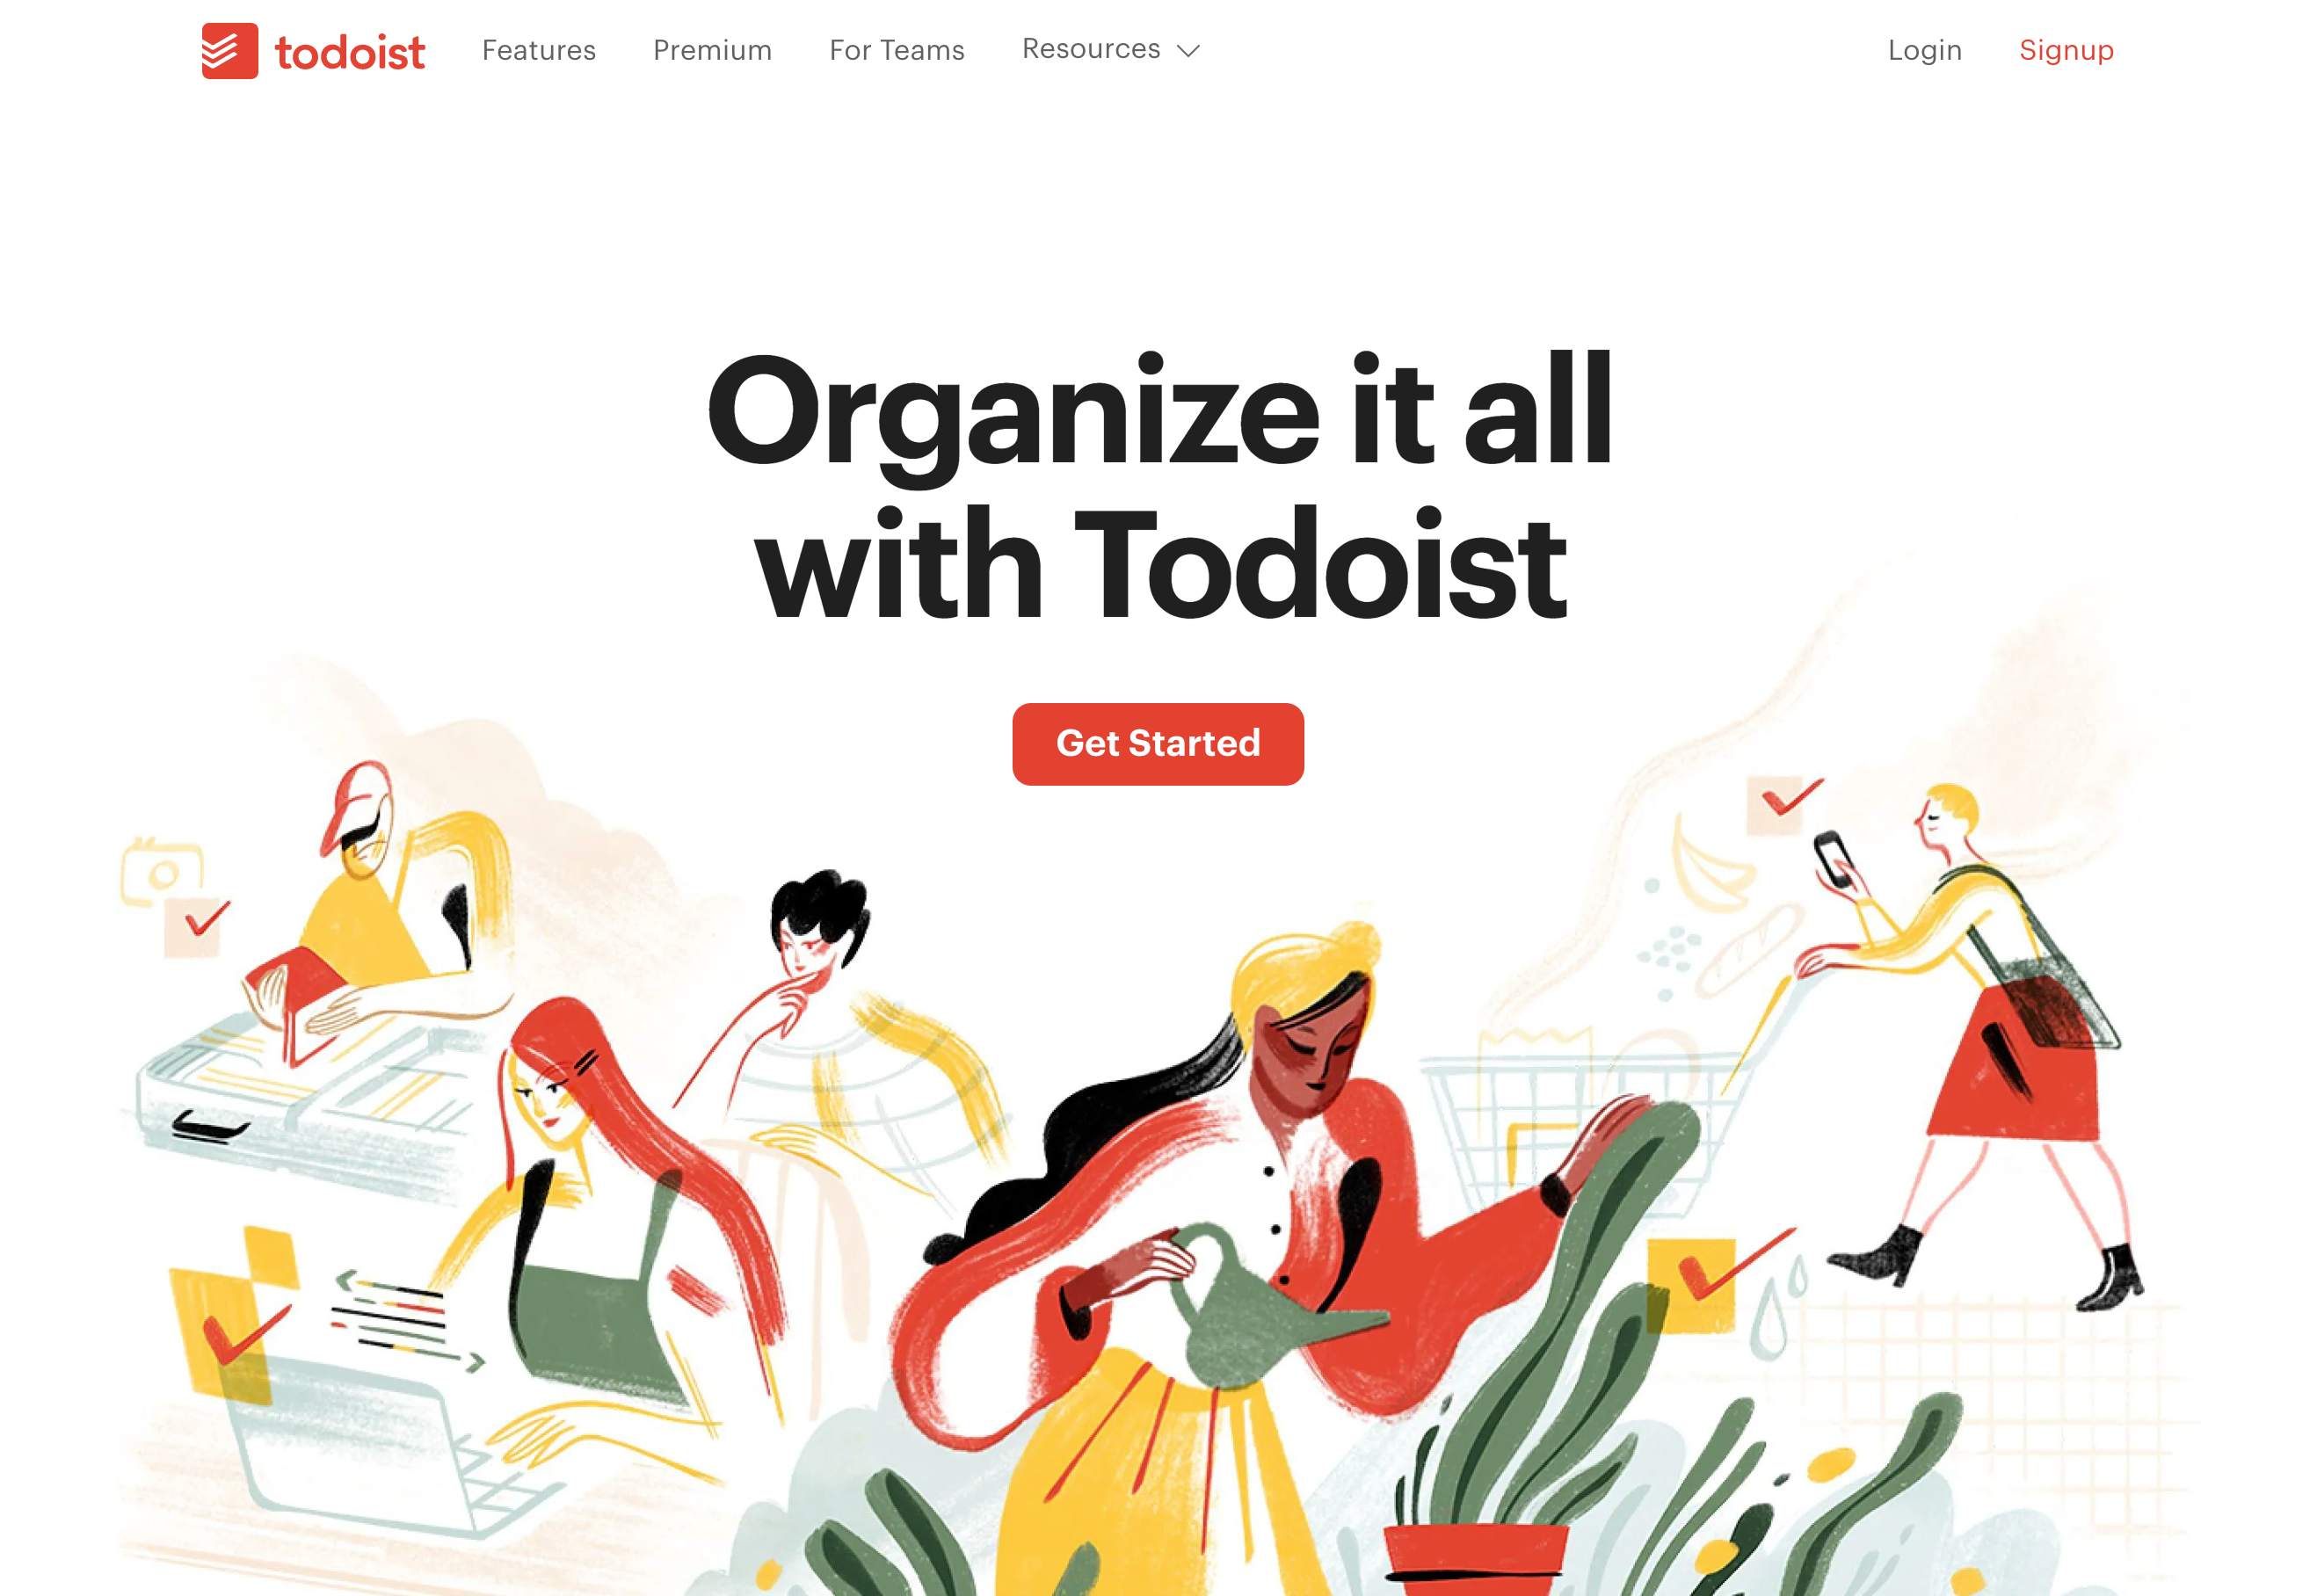 todoist
Features
Premium
For Teams
Resources
Login
Signup
Organize it all
with Todoist
Get Started